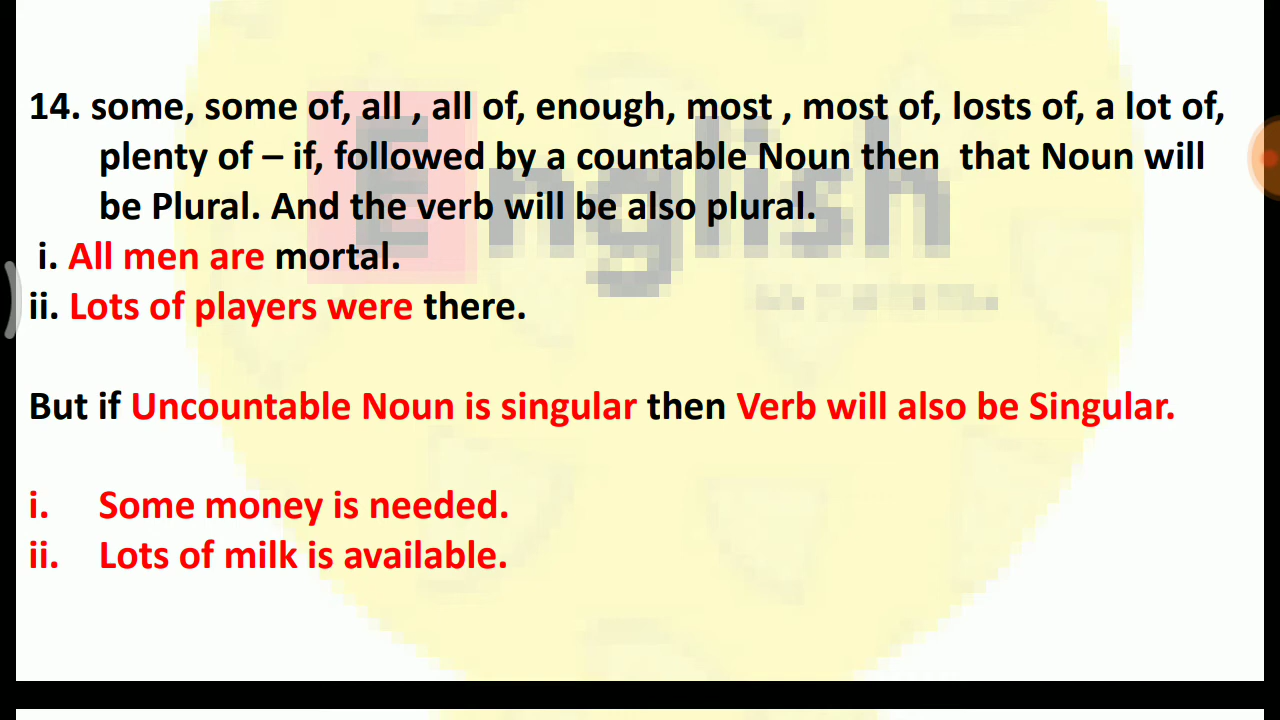 14. some, some of, all , all of, enough, most , most of, losts of, a lot of,
plenty of – if, followed by a countable Noun then  that Noun will
be Plural. And the verb will be also plural.
i. All men are mortal.
ii. Lots of players were there.
But if Uncountable Noun is singular then Verb will also be Singular.
i. Some money is needed.
ii. Lots of milk is available.
English